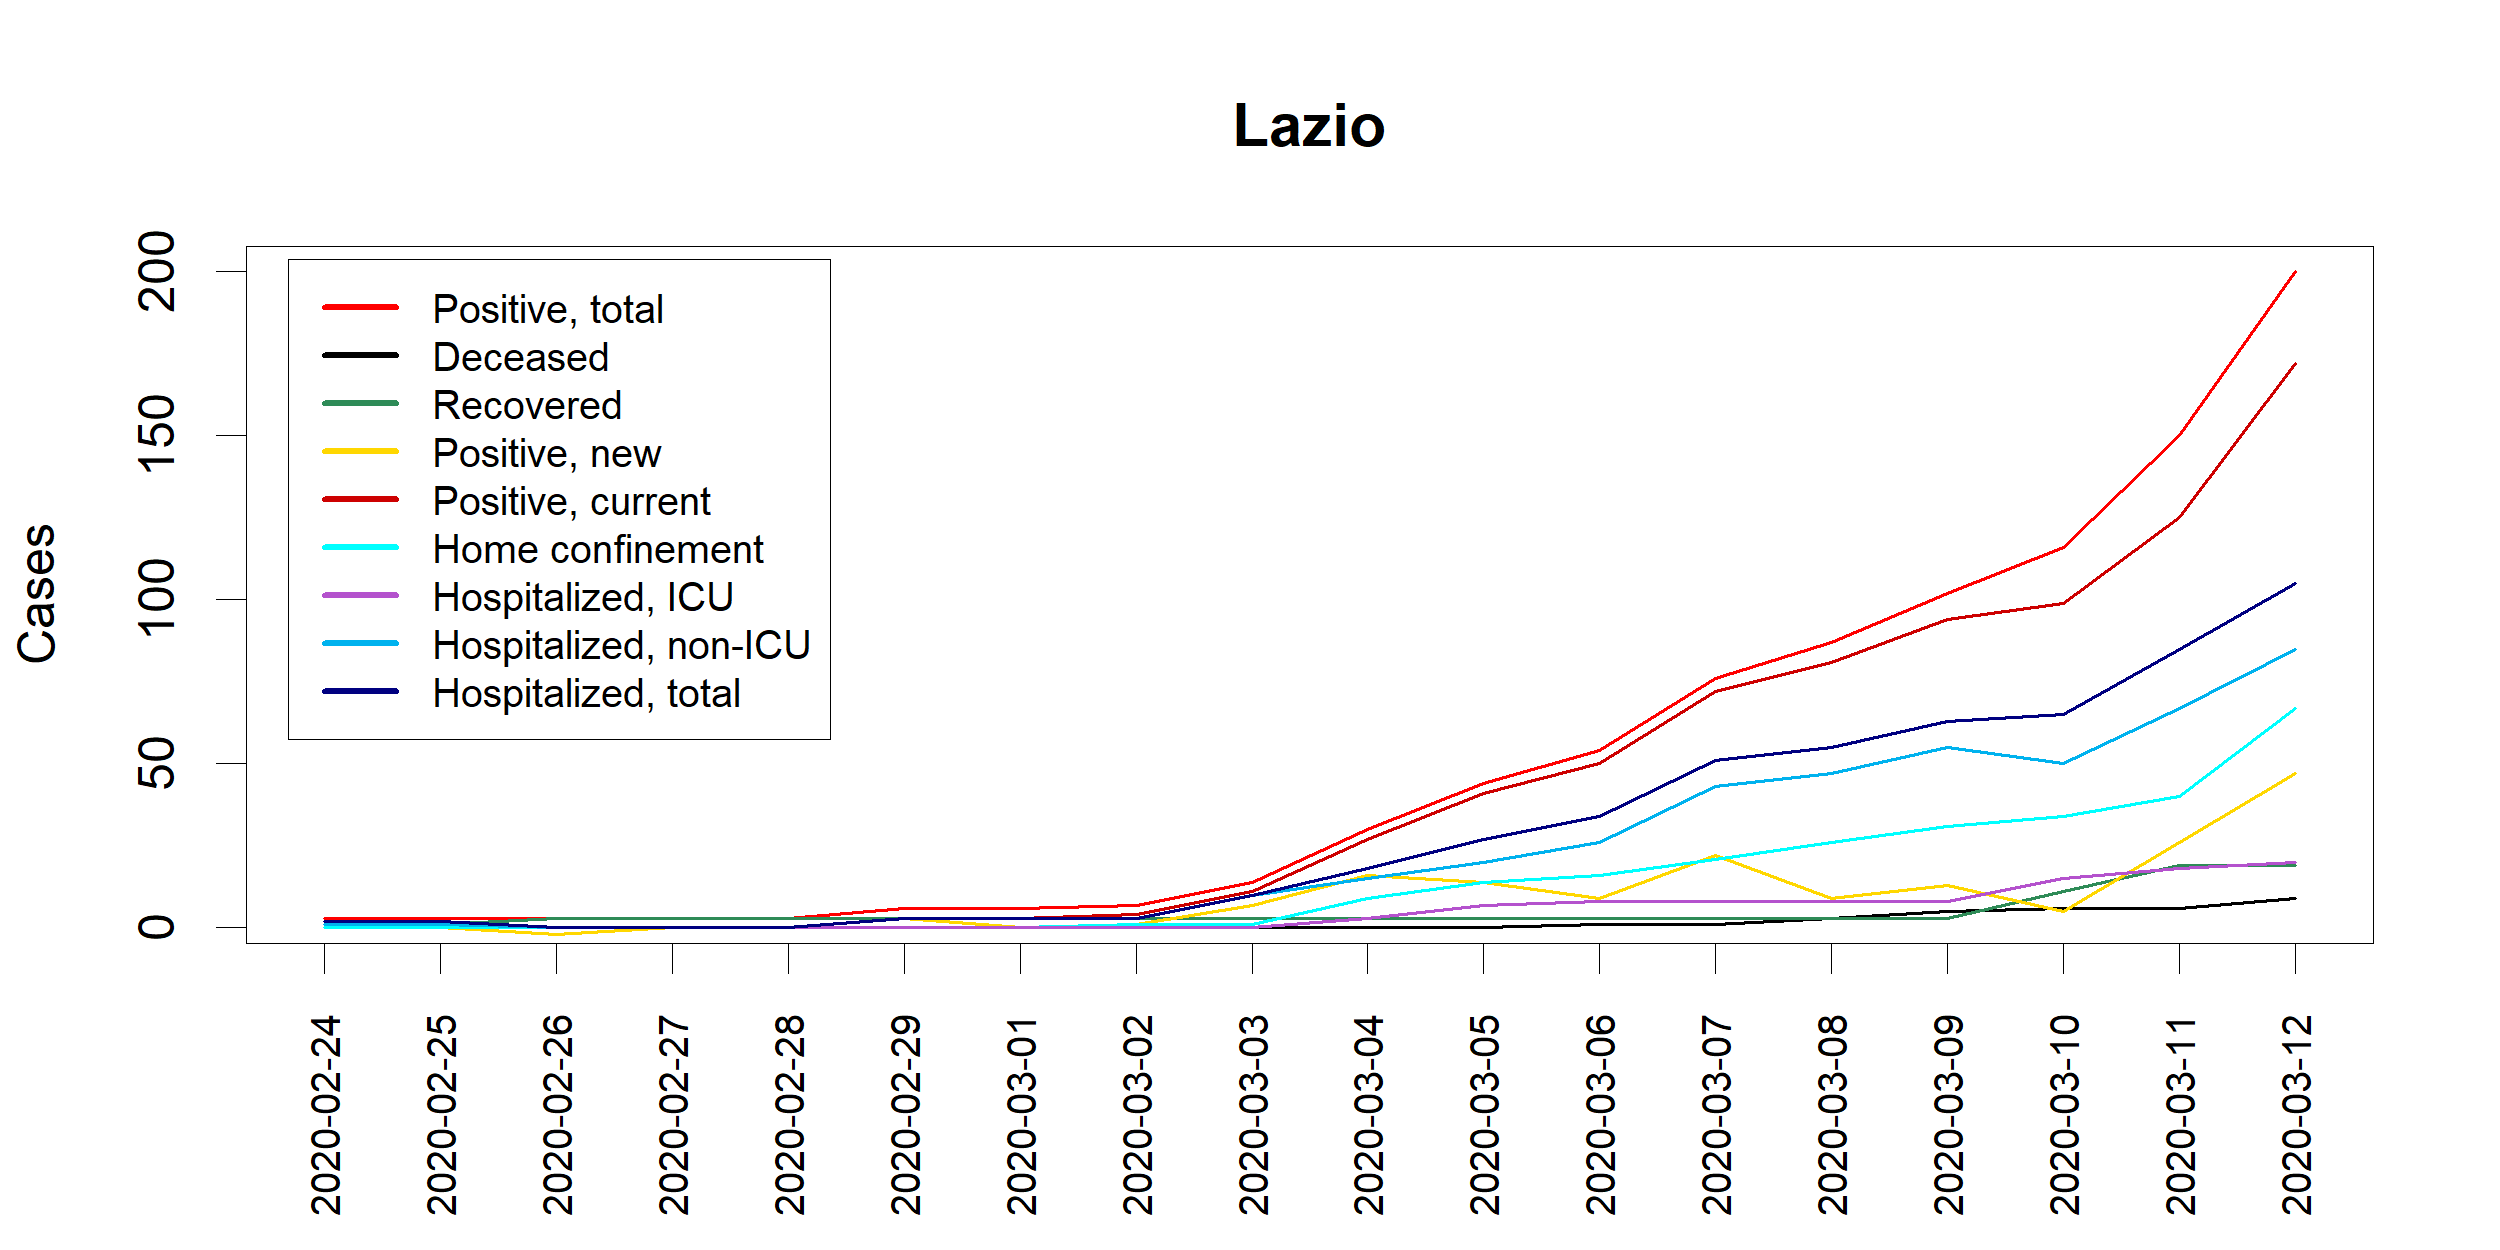 Lazio
Cases
200
150
100
50
0
Positive, total
Deceased
Recovered
Positive, new
Positive, current
Home confinement
Hospitalized, ICU
Hospitalized, non-ICU
Hospitalized, total
2020-02-24
2020-02-25
2020-02-26
2020-02-27
2020-02-28
2020-02-29
2020-03-01
2020-03-02
2020-03-03
2020-03-04
2020-03-05
2020-03-06
2020-03-07
2020-03-08
2020-03-09
2020-03-10
2020-03-11
2020-03-12